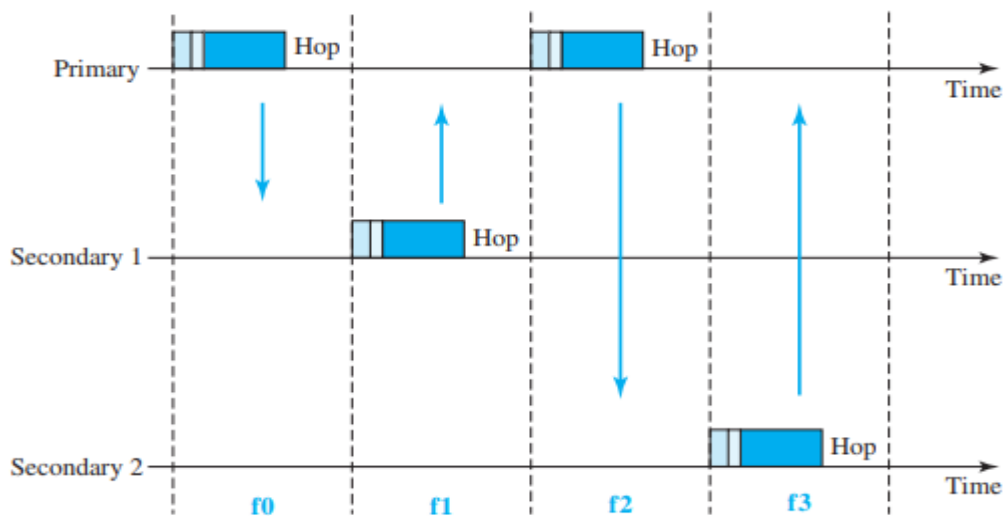 Hop
Hop
Primary
Time
Hop
Secondary 1
Time
Hop
Secondary 2
Time
f0
f1
f2
f3